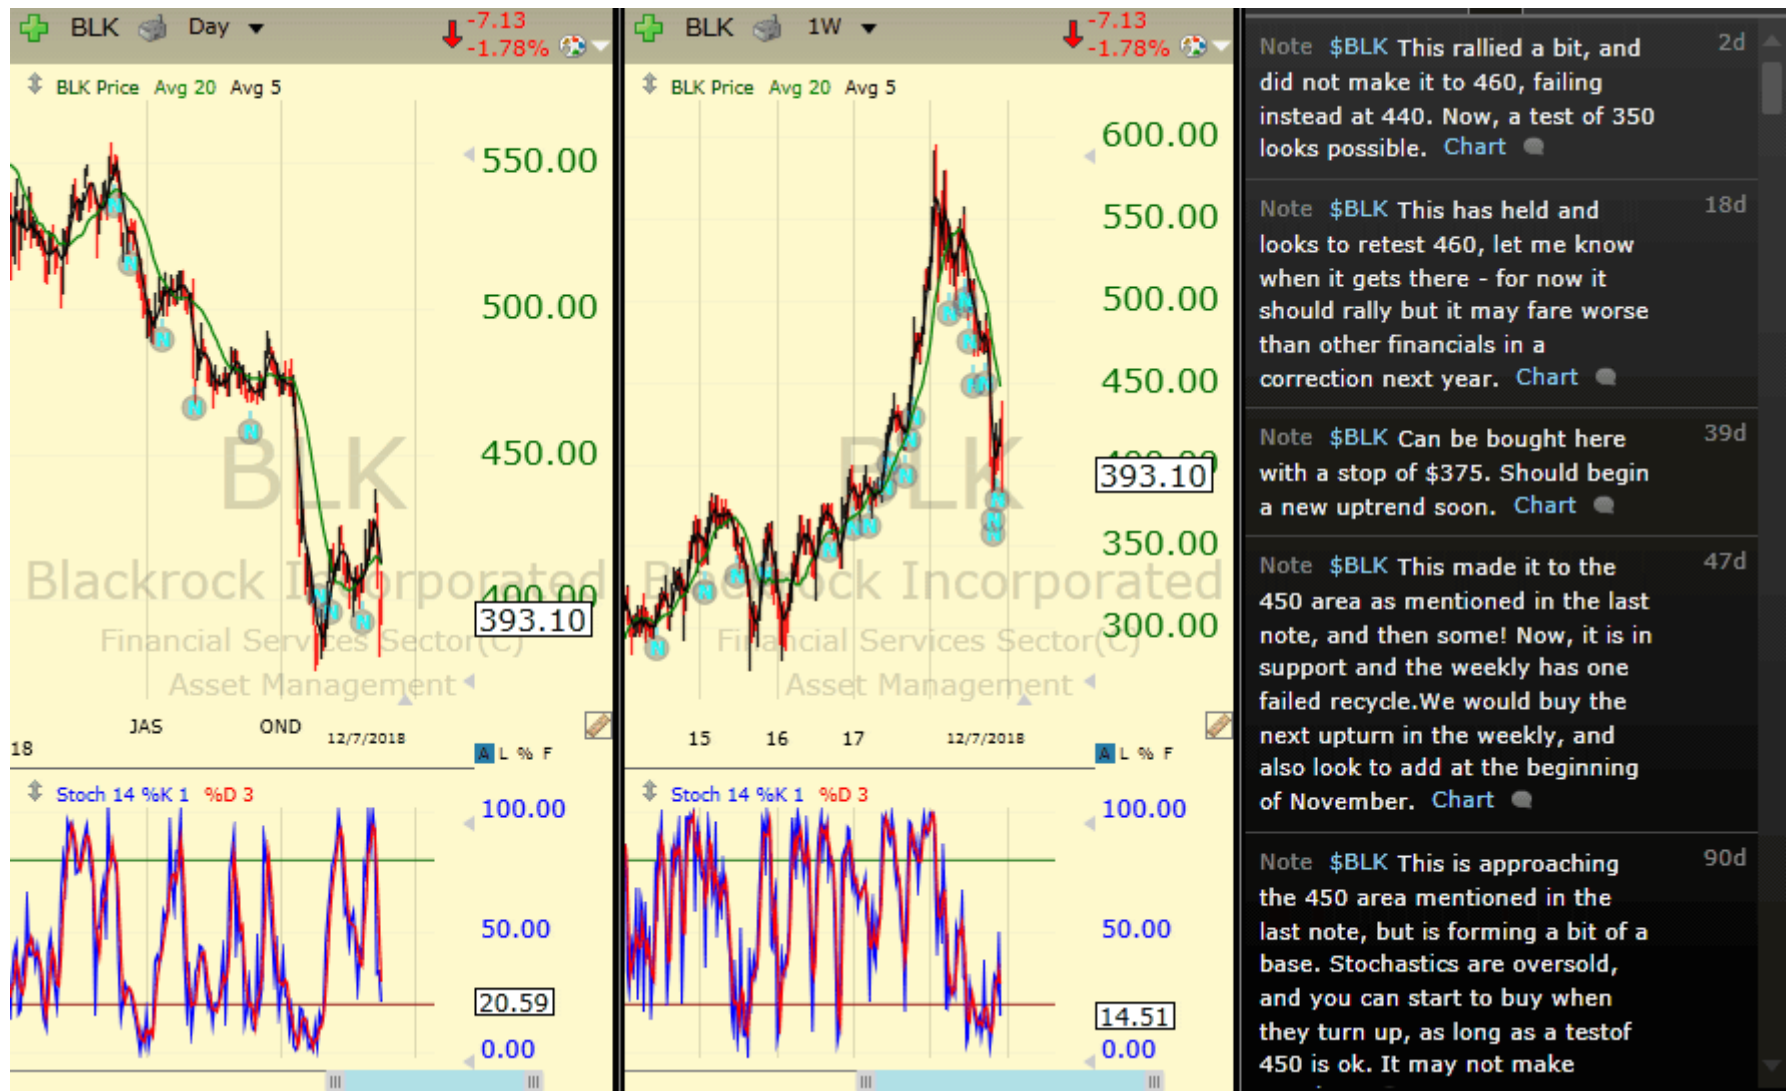 BLK Day
-7.13
-1.78%
BLK Price Avg 20 Avg 5
550.00
500.00
450.00
400.00
393.10
BLK
Blackrock Incorporated
Financial Services Sector(C)
Asset Management
JAS OND
18
12/7/2018
A L % F
Stoch 14 %K 1 %D 3
100.00
50.00
20.59
0.00
BLK 1W
-7.13
-1.78%
BLK Price Avg 20 Avg 5
600.00
550.00
500.00
450.00
400.00
393.10
350.00
300.00
BLK
Blackrock Incorporated
Financial Services Sector(C)
Asset Management
15 16 17 12/7/2018
A L % F
Stoch 14 %K 1 %D 3
100.00
50.00
14.51
0.00
Note $BLK This rallied a bit, and 2d
did not make it to 460, failing
instead at 440. Now, a test of 350
looks possible. Chart
Note $BLK This has held and 18d
looks to retest 460, let me know
when it gets there - for now it
should rally but it may fare worse
than other financials in a
correction next year. Chart
Note $BLK Can be bought here 39d
with a stop of $375. Should begin
a new uptrend soon. Chart
Note $BLK This made it to the 47d
450 area as mentioned in the last
note, and then some! Now, it is in
support and the weekly has one
failed recycle.We would buy the
next upturn in the weekly, and
also look to add at the beginning
of November. Chart
Note $BLK This is approaching 90d
the 450 area mentioned in the
last note, but is forming a bit of a
base. Stochastics are oversold,
and you can start to buy when
they turn up, as long as a testof
450 is ok. It may not make